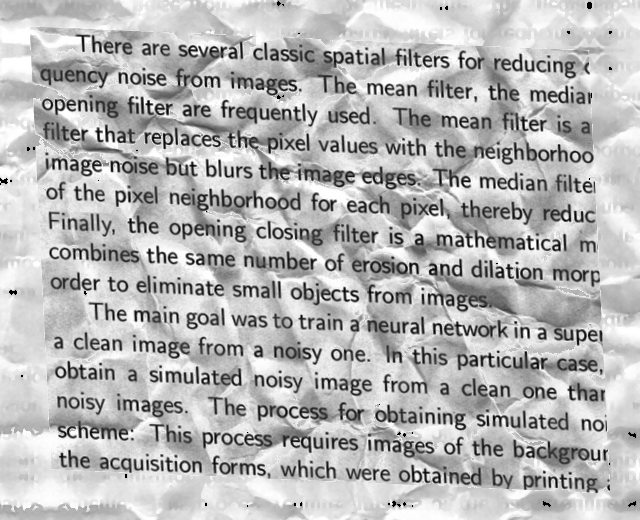 There are several classic spatial filters for reducing
quency noise from images. The mean filter, the median
opening filter are frequently used. The mean filter is a
filter that replaces the pixel values with the neighborhoo
image noise but blurs the image edges. The median filte
of the pixel neighborhood for each pixel, thereby reduc
Finally, the opening closing filter is a mathematical m
combines the same number of erosion and dilation morp
order to eliminate small objects from images.
The main goal was to train a neural network in a super
a clean image from a noisy one. In this particular case,
obtain a simulated noisy image from a clean one than
noisy images. The process for obtaining simulated noi
scheme: This process requires images of the backgroun
the acquisition forms, which were obtained by printing